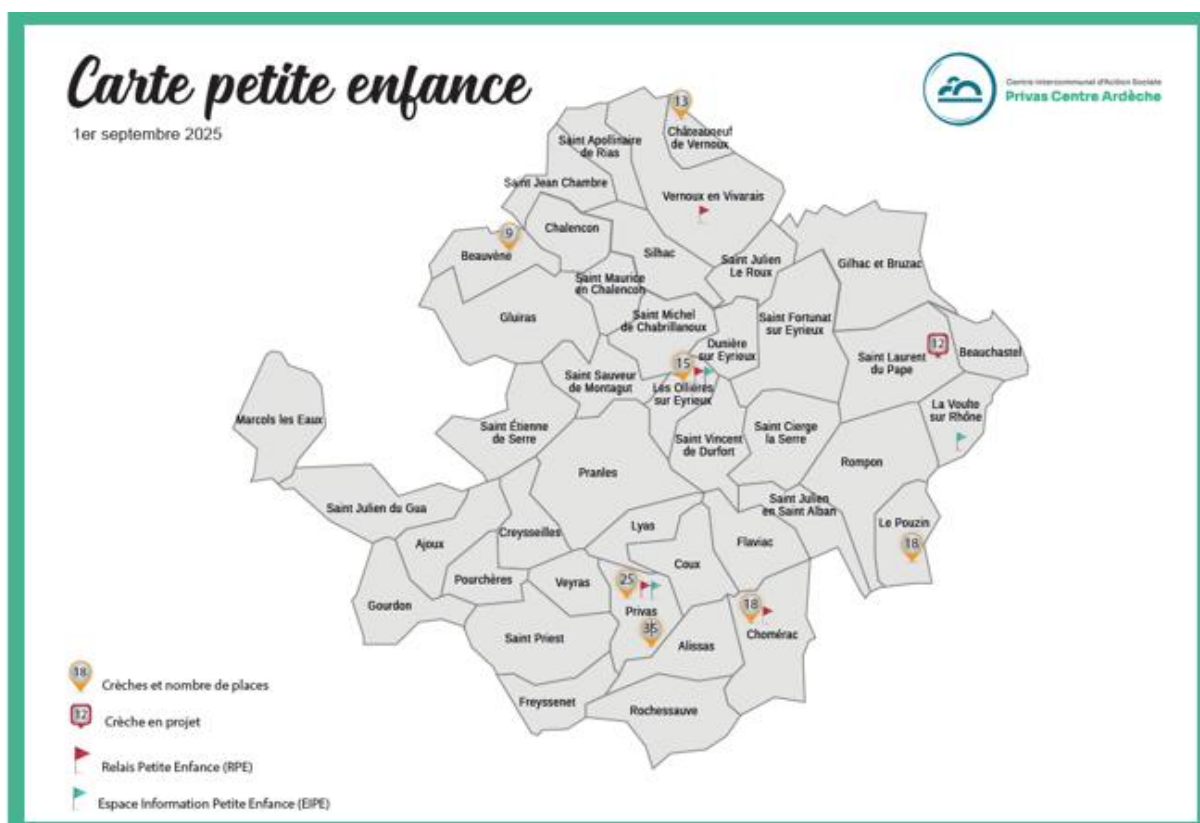 Carte petite enfance
1er septembre 2025
Centre Intercommunal d'Action Sociale
Privas Centre Ardèche
13
Châteauneuf
de Vernoux
Saint Apollinaire
de Rias
Saint Jean Chambre
Vernoux en Vivarais
Chalencon
9
Beauvène
Silhac
Saint Julien
Le Roux
Gilhac et Bruzac
Saint Maurice
en Chalencon
Gluiras
Saint Michel
de Chabrillanoux
Saint Fortunat
sur Eyrieux
Dunière
sur Eyrieux
12
Beauchastel
Saint Laurent
du Pape
15
Les Ollières
sur Eyrieux
Saint Sauveur
de Montagut
Marcols les Eaux
La Voulte
sur Rhône
Saint Étienne
de Serre
Saint Vincent
de Durfort
Saint Cierge
la Serre
Rompon
Pranles
Saint Julien du Gua
Saint Julien
en Saint Alban
Le Pouzin
18
Creysseilles
Lyas
Flaviac
Ajoux
Coux
Pourchères
Veyras
25
Privas
35
Gourdon
18
Chomérac
Saint Priest
Alissas
Freyssenet
Rochessauve
18
Crèches et nombre de places
12
Crèche en projet
Relais Petite Enfance (RPE)
Espace Information Petite Enfance (EIPE)